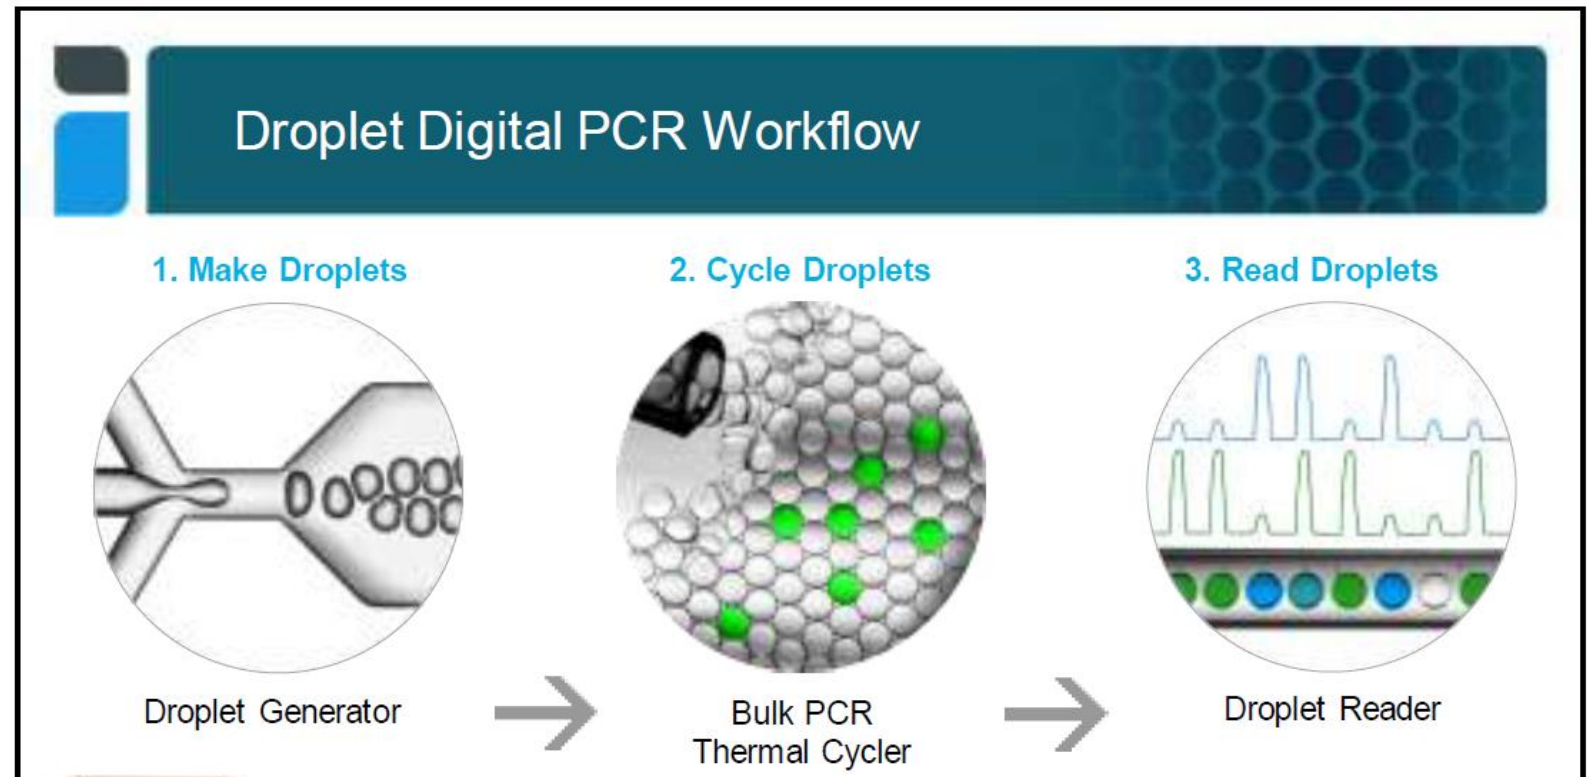 Droplet Digital PCR Workflow
1. Make Droplets
2. Cycle Droplets
3. Read Droplets
Droplet Generator
Bulk PCR
Thermal Cycler
Droplet Reader